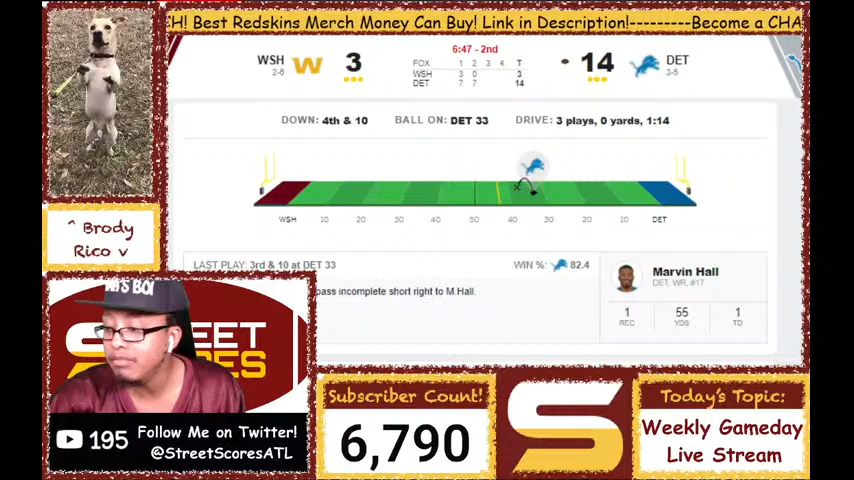 CH! Best Redskins Merch Money Can Buy! Link in Description!---------Become a CHA
WSH
2-6
3
6:47 - 2nd
FOX 1 2 3 4 T
WSH 3 0 3
DET 7 7 14
14
DET
3-5
DOWN: 4th & 10 BALL ON: DET 33 DRIVE: 3 plays, 0 yards, 1:14
WSH 10 20 30 40 50 40 30 20 10 DET
LAST PLAY: 3rd & 10 at DET 33
WIN %: 82.4
pass incomplete short right to M.Hall.
Marvin Hall
DET, WR, #17
1 55 1
REC YDS TD
^ Brody
Rico v
STREET
SCORES
195
Follow Me on Twitter!
@StreetScoresATL
Subscriber Count!
6,790
S
Today's Topic:
Weekly Gameday
Live Stream